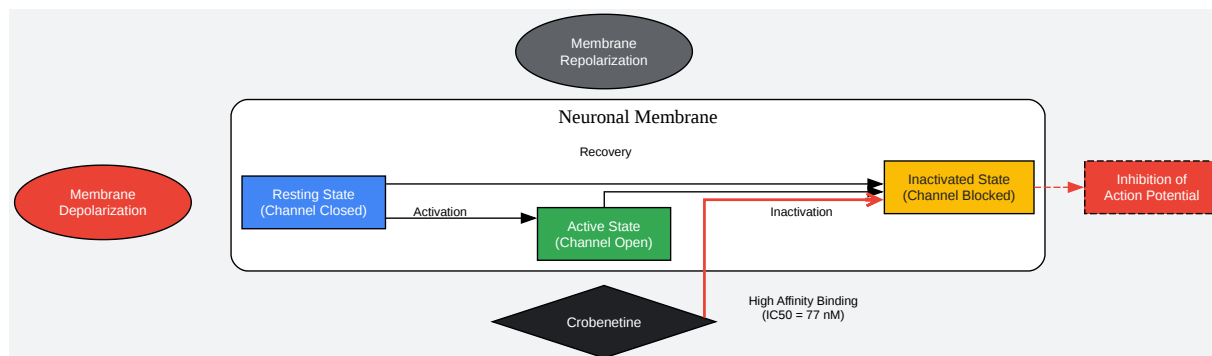 Membrane
Repolarization
Neuronal Membrane
Recovery
Membrane
Depolarization
Resting State
(Channel Closed)
Activation
Active State
(Channel Open)
Inactivation
Inactivated State
(Channel Blocked)
Inhibition of
Action Potential
Crobenetine
High Affinity Binding
(IC50 = 77 nM)